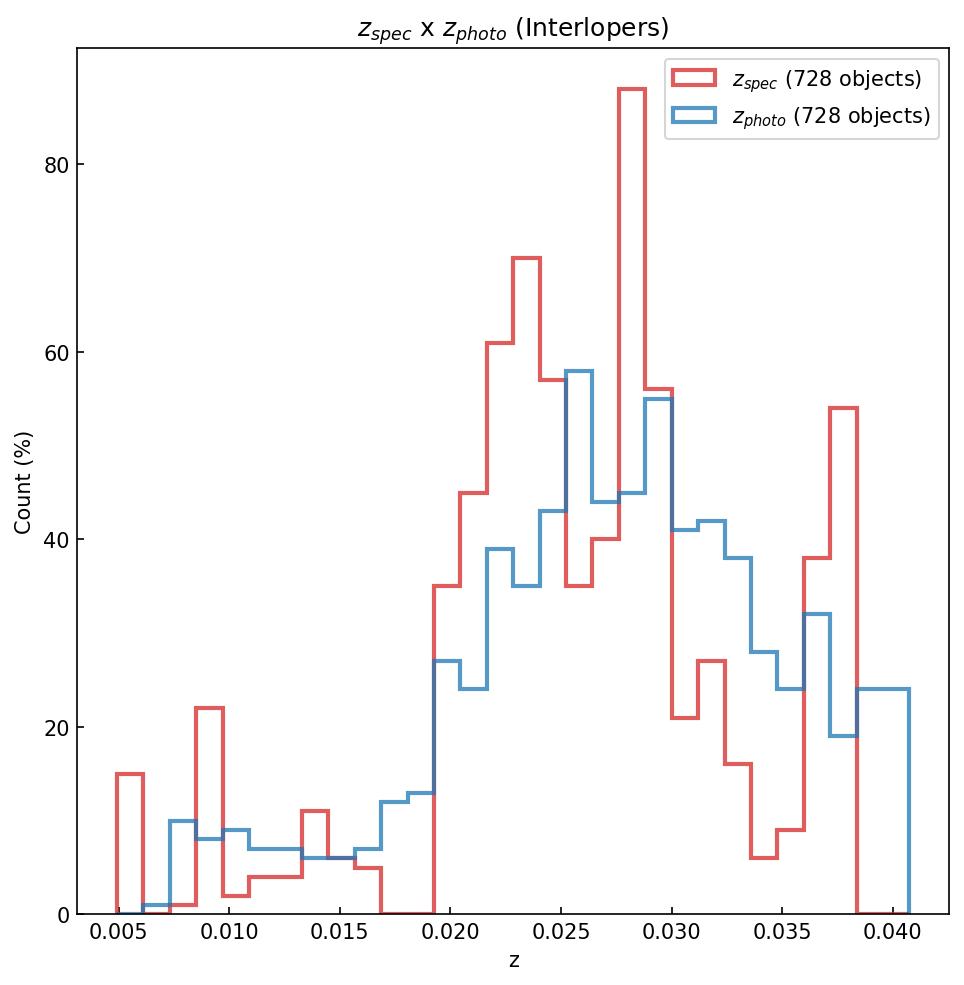 z_spec x z_photo (Interlopers)
z_spec (728 objects)
z_photo (728 objects)
Count (%)
80
60
40
20
0
0.005 0.010 0.015 0.020 0.025 0.030 0.035 0.040
z